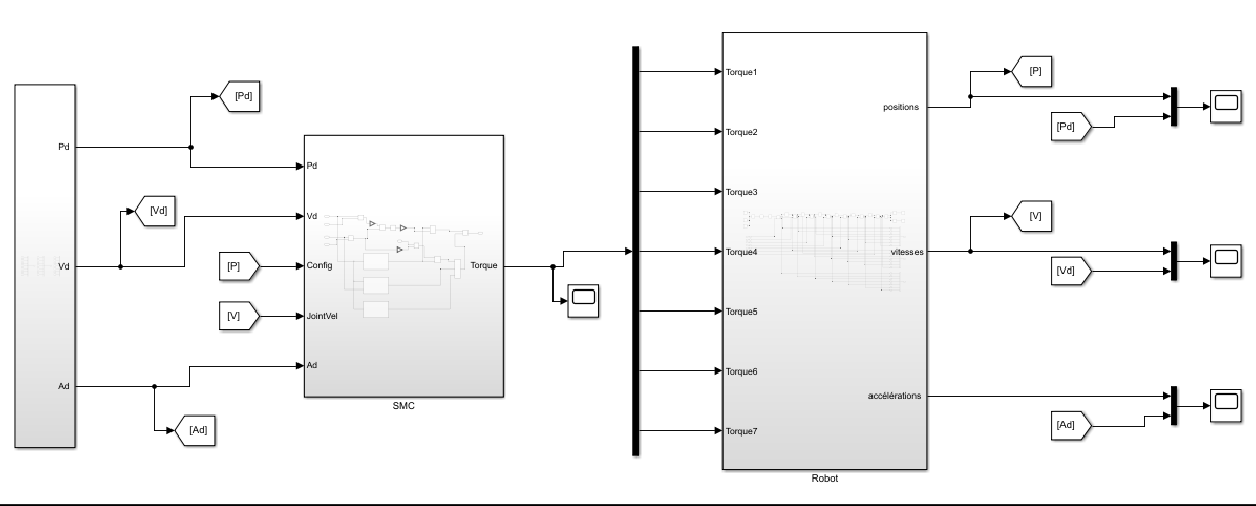 Pd
Vd
Ad
[Pd]
[Vd]
[P]
[V]
[Ad]
Pd
Vd
Config
JointVel
Ad
Torque
SMC
Torque1
Torque2
Torque3
Torque4
Torque5
Torque6
Torque7
positions
vitesses
accélérations
Robot
[P]
[Pd]
[V]
[Vd]
[Ad]